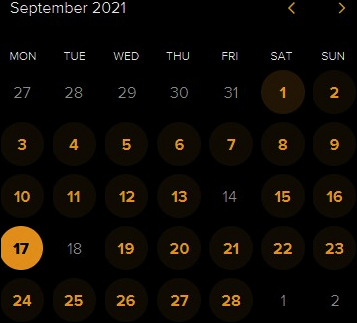 September 2021
MON TUE WED THU FRI SAT SUN
27 28 29 30 31 1 2
3 4 5 6 7 8 9
10 11 12 13 14 15 16
17 18 19 20 21 22 23
24 25 26 27 28 1 2